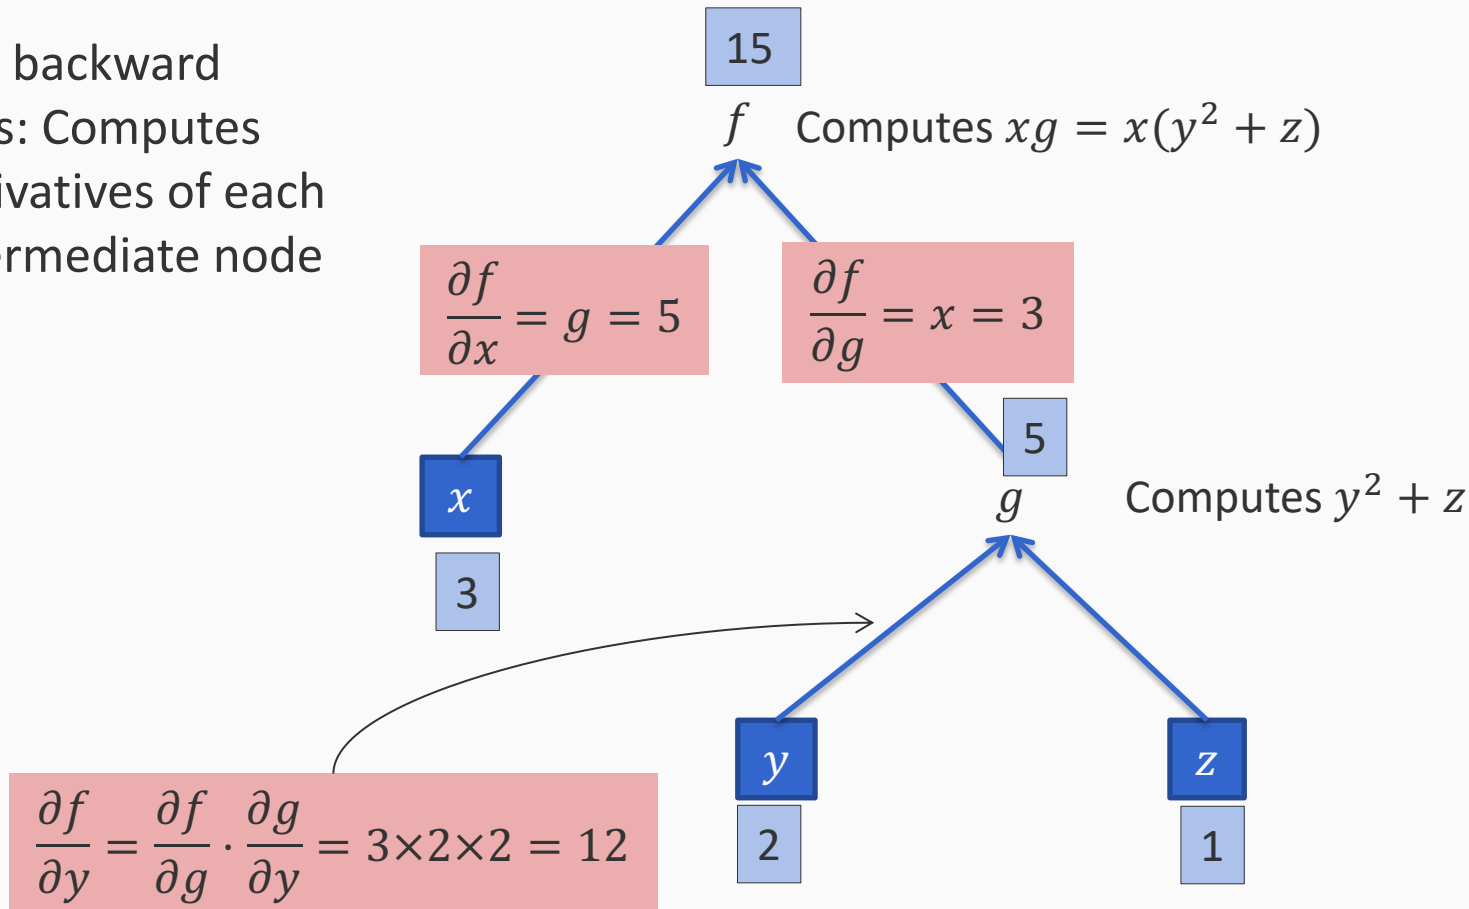 backward
s: Computes
ivatives of each
ermediate node
15
f Computes xg = x(y² + z)
∂f/∂x = g = 5
∂f/∂g = x = 3
5
x
g Computes y² + z
3
y
z
∂f/∂y = ∂f/∂g · ∂g/∂y = 3×2×2 = 12
2
1